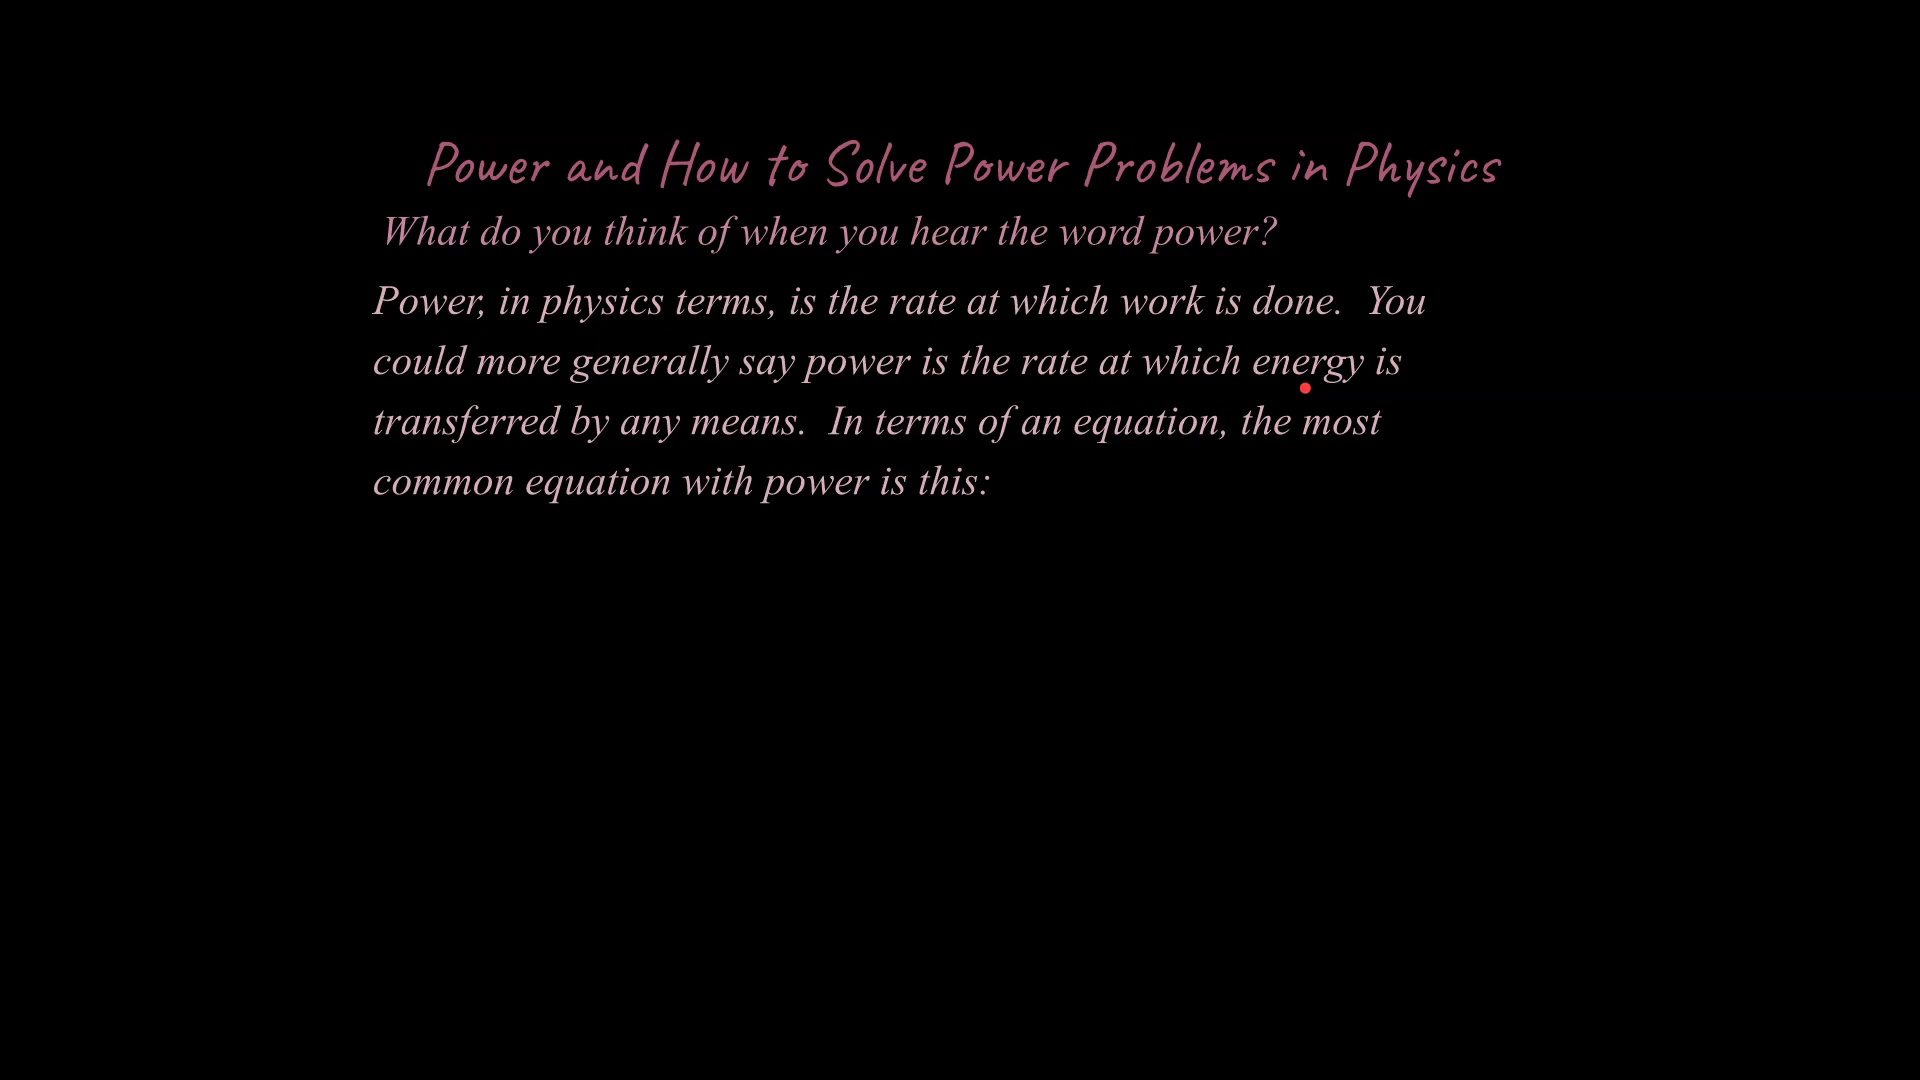 Power and How to Solve Power Problems in Physics
What do you think of when you hear the word power?
Power, in physics terms, is the rate at which work is done.  You
could more generally say power is the rate at which energy is
transferred by any means.  In terms of an equation, the most
common equation with power is this: